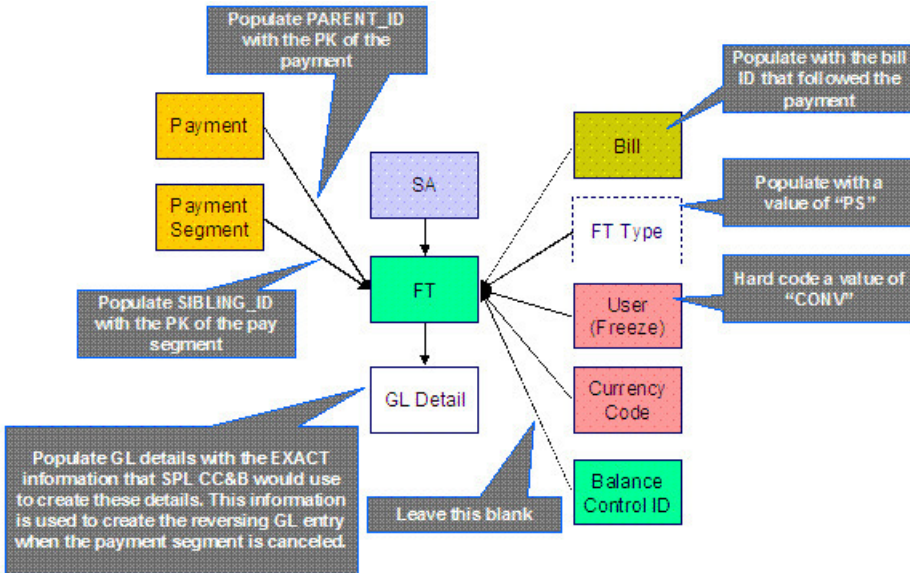 Populate PARENT_ID
with the PK of the
payment
Populate with the bill
ID that followed the
payment
Payment
Bill
SA
Populate with a
value of “PS”
Payment
Segment
FT Type
FT
Hard code a value of
“CONV”
User
(Freeze)
Populate SIBLING_ID
with the PK of the pay
segment
GL Detail
Currency
Code
Populate GL details with the EXACT
information that SPL CC&B would use
to create these details. This information
is used to create the reversing GL entry
when the payment segment is canceled.
Leave this blank
Balance
Control ID